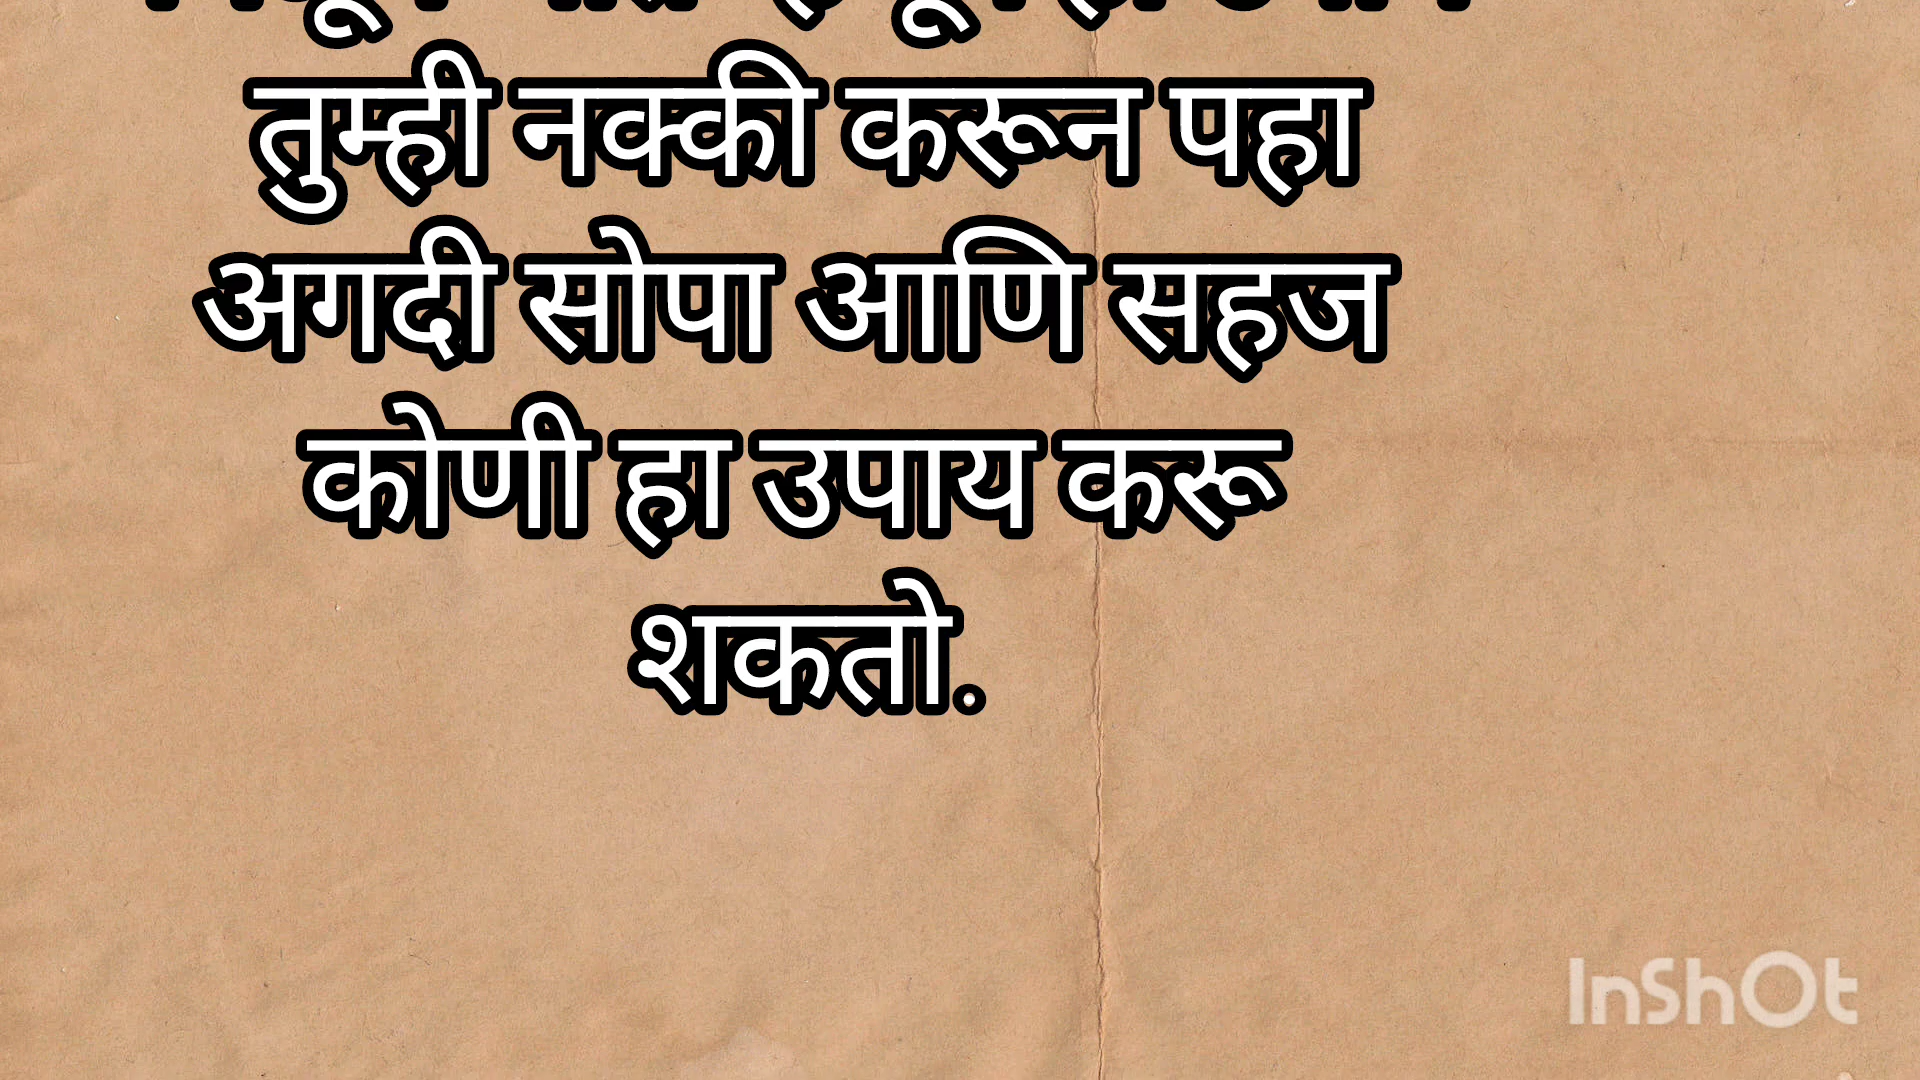 तुम्ही नक्की करून पहा
अगदी सोपा आणि सहज
कोणी हा उपाय करू
शकतो.
InShOt